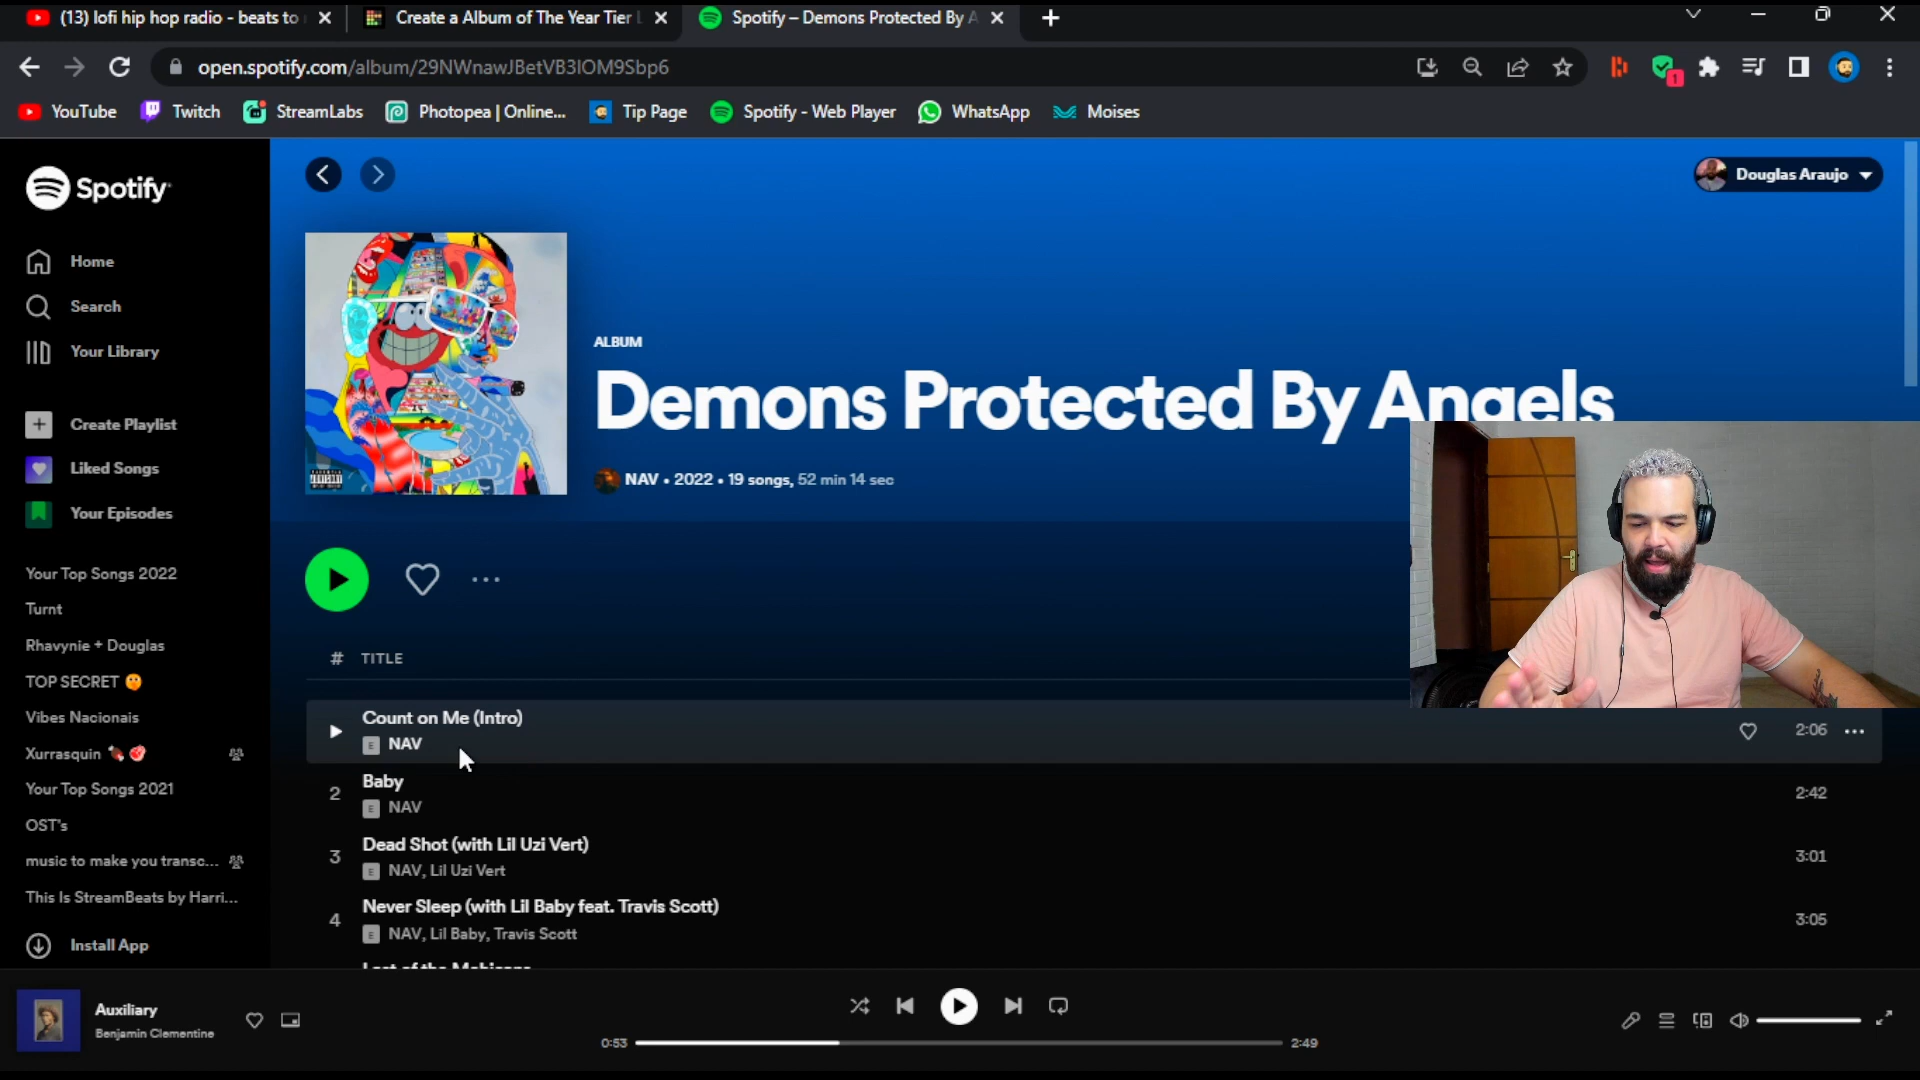 (13) lofi hip hop radio - beats to
Create a Album of The Year Tier
Spotify – Demons Protected By A
open.spotify.com/album/29NWnawJBetVB3IOM9Sbp6
1
YouTube
Twitch
StreamLabs
Photopea | Online...
Tip Page
Spotify - Web Player
WhatsApp
Moises
Spotify
Douglas Araujo
Home
Search
Your Library
Create Playlist
Liked Songs
Your Episodes
Your Top Songs 2022
Turnt
Rhavynie + Douglas
TOP SECRET
Vibes Nacionais
Xurrasquin
Your Top Songs 2021
OST's
music to make you transc...
This Is StreamBeats by Harri...
Install App
ALBUM
Demons Protected By Angels
NAV • 2022 • 19 songs, 52 min 14 sec
# TITLE
Count on Me (Intro)
E NAV
2:06
2 Baby
E NAV
2:42
3 Dead Shot (with Lil Uzi Vert)
E NAV, Lil Uzi Vert
3:01
4 Never Sleep (with Lil Baby feat. Travis Scott)
E NAV, Lil Baby, Travis Scott
3:05
Auxiliary
Benjamin Clementine
0:53
2:49